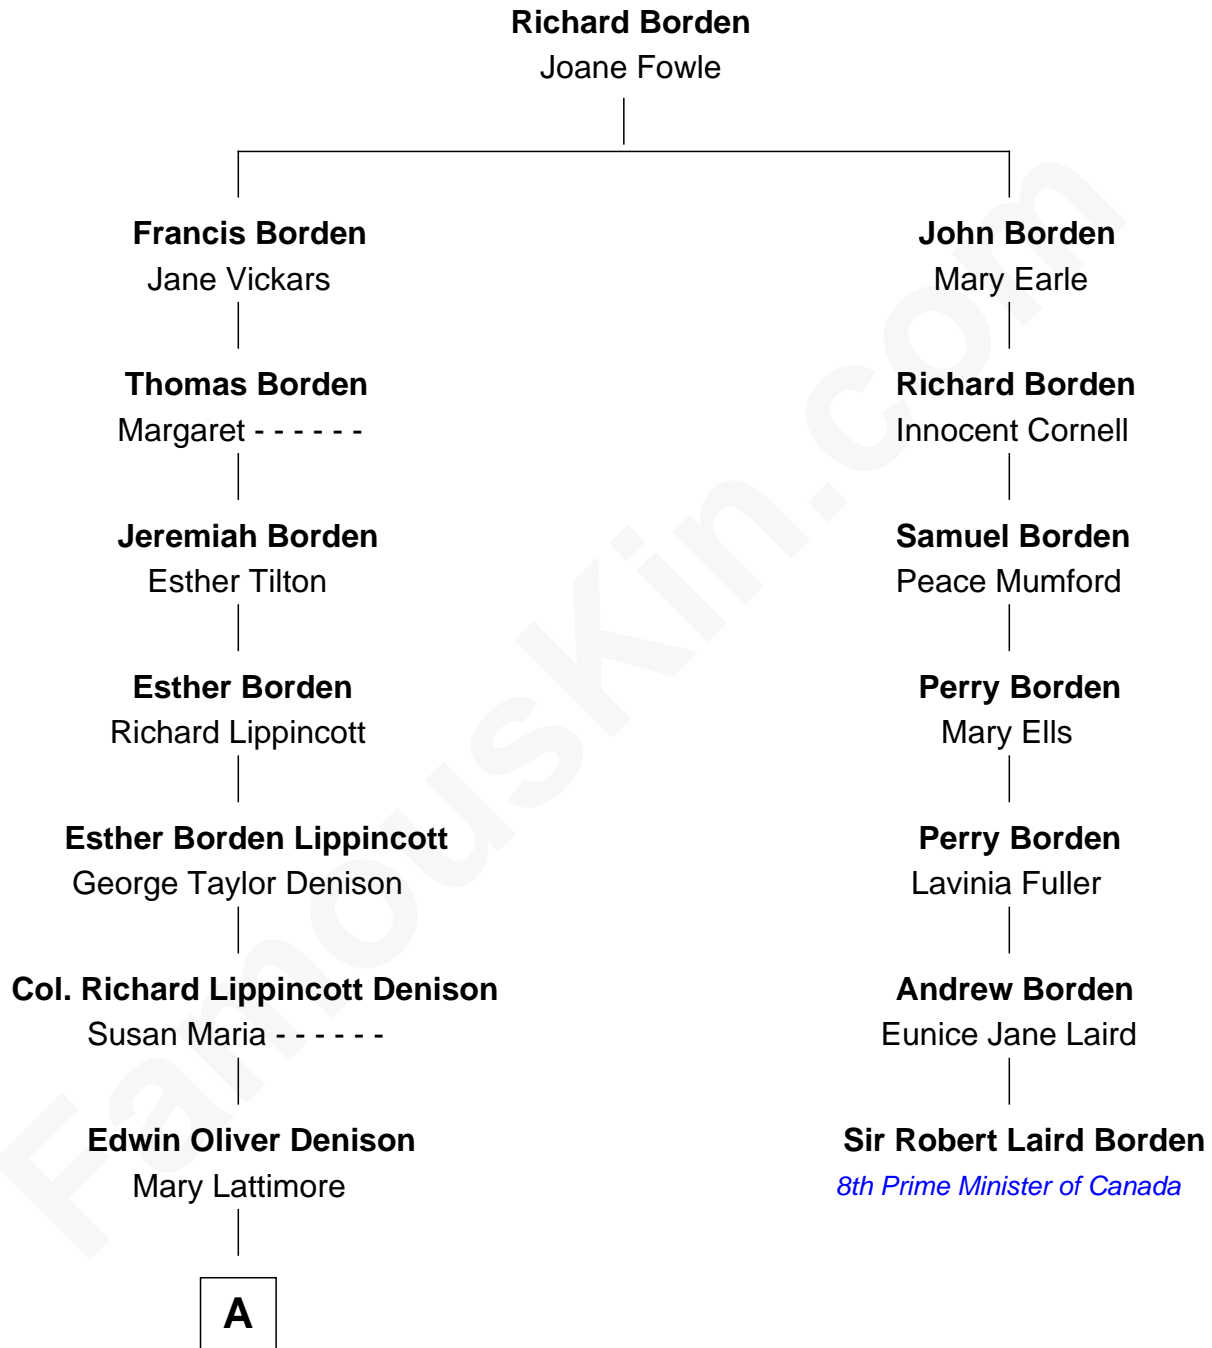 Richard Borden
Joane Fowle
Francis Borden
Jane Vickars
Thomas Borden
Margaret - - - - - -
Jeremiah Borden
Esther Tilton
Esther Borden
Richard Lippincott
Esther Borden Lippincott
George Taylor Denison
Col. Richard Lippincott Denison
Susan Maria - - - - - -
Edwin Oliver Denison
Mary Lattimore
A
John Borden
Mary Earle
Richard Borden
Innocent Cornell
Samuel Borden
Peace Mumford
Perry Borden
Mary Ells
Perry Borden
Lavinia Fuller
Andrew Borden
Eunice Jane Laird
Sir Robert Laird Borden
8th Prime Minister of Canada
FamousKin.com